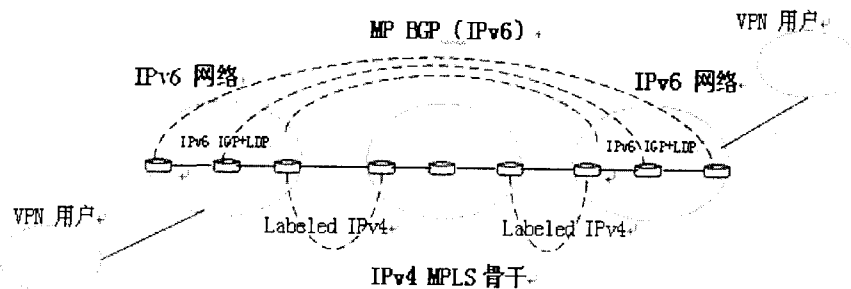 MP BGP（IPv6）
VPN 用户
IPv6 网络
IPv6 网络
IPv6 IGP+LDP
IPv6 IGP+LDP
VPN 用户
Labeled IPv4
Labeled IPv4
IPv4 MPLS 骨干